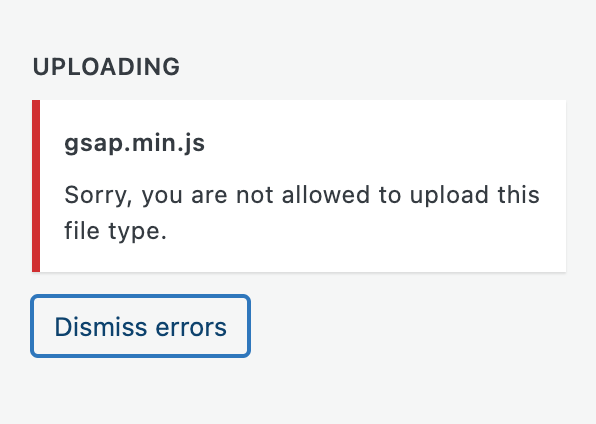 UPLOADING
gsap.min.js
Sorry, you are not allowed to upload this
file type.
Dismiss errors